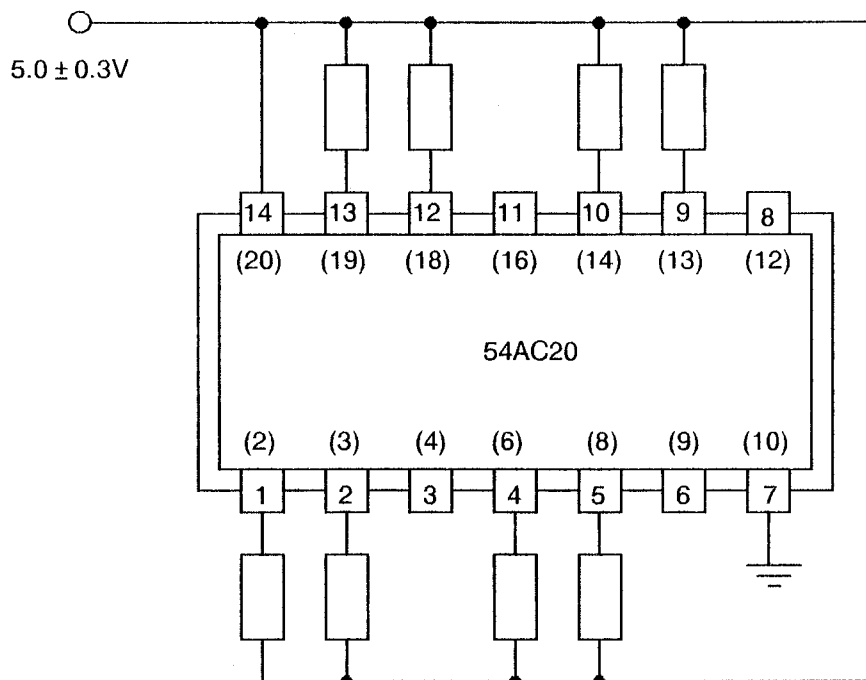 5.0 ± 0.3V
14 13 12 11 10 9 8
(20) (19) (18) (16) (14) (13) (12)
54AC20
(2) (3) (4) (6) (8) (9) (10)
1 2 3 4 5 6 7